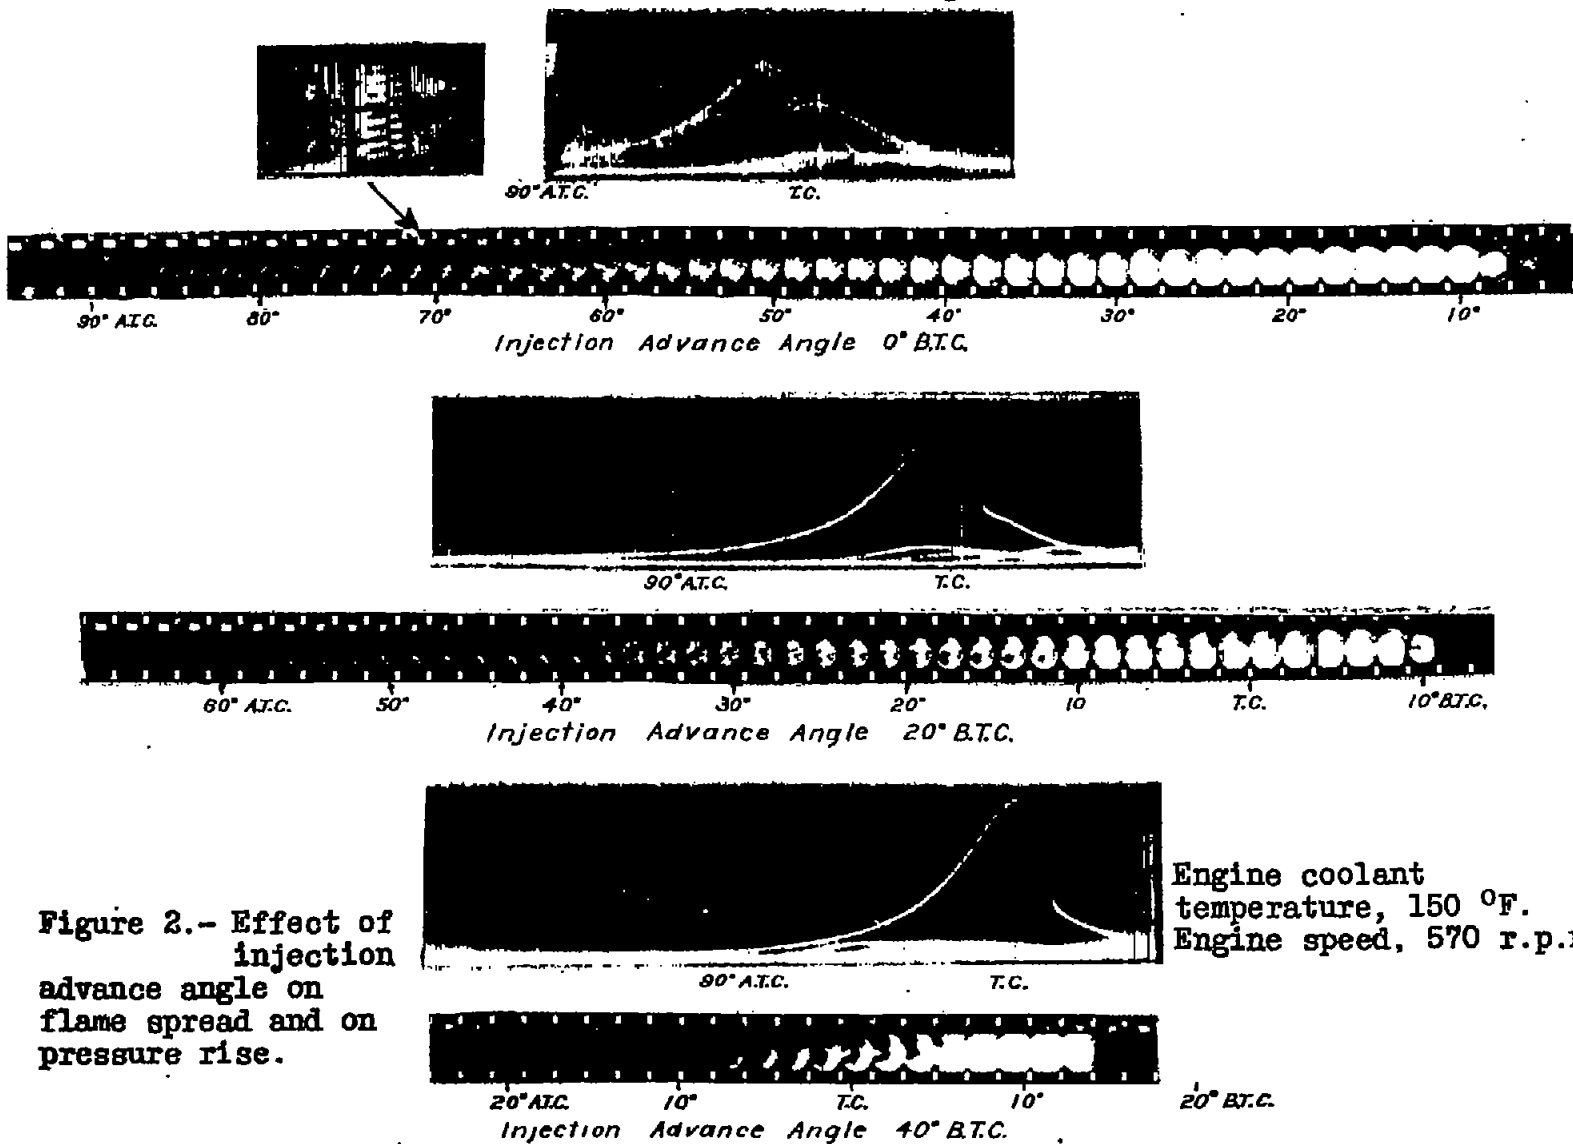 90° A.T.C. T.C.
90° A.T.C. 80° 70° 60° 50° 40° 30° 20° 10°
Injection Advance Angle 0° B.T.C.
90° A.T.C. T.C.
60° A.T.C. 50° 40° 30° 20° 10 T.C. 10° B.T.C.
Injection Advance Angle 20° B.T.C.
90° A.T.C. T.C.
20° A.T.C. 10° T.C. 10° 20° B.T.C.
Injection Advance Angle 40° B.T.C.
Figure 2.- Effect of
injection
advance angle on
flame spread and on
pressure rise.
Engine coolant
temperature, 150 °F.
Engine speed, 570 r.p.